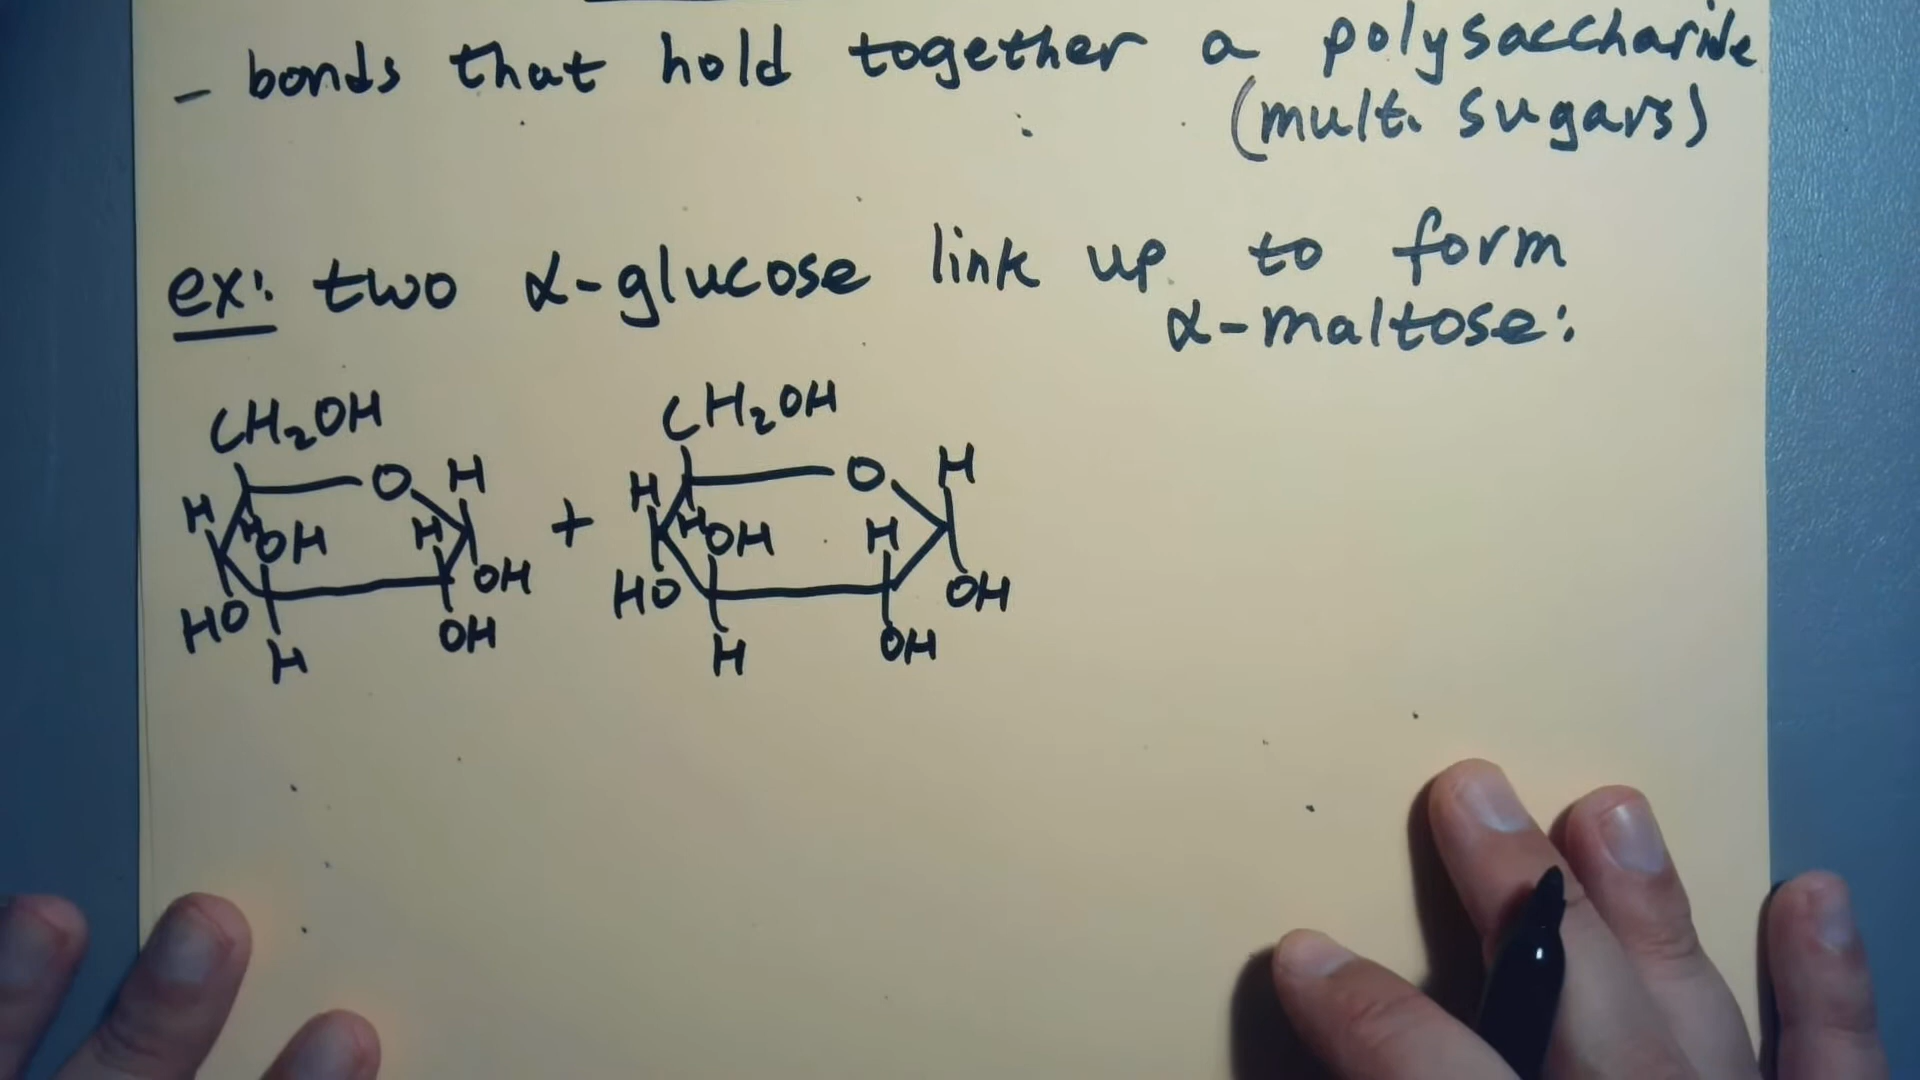 - bonds that hold together a polysaccharide
(mult. sugars)
ex: two α-glucose link up to form
α-maltose:
CH₂OH CH₂OH
O H O H
H H OH H + H H OH H
HO OH HO OH
OH OH
H H